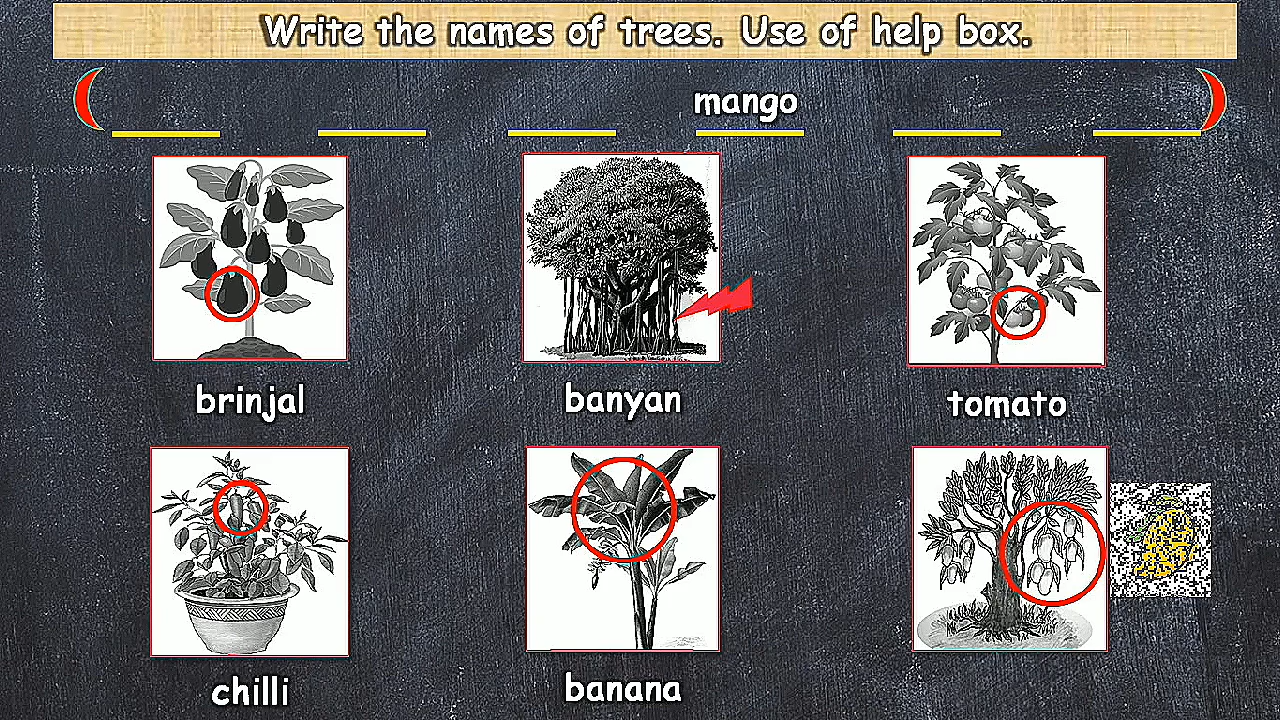 Write the names of trees. Use of help box.
mango
brinjal
banyan
tomato
chilli
banana